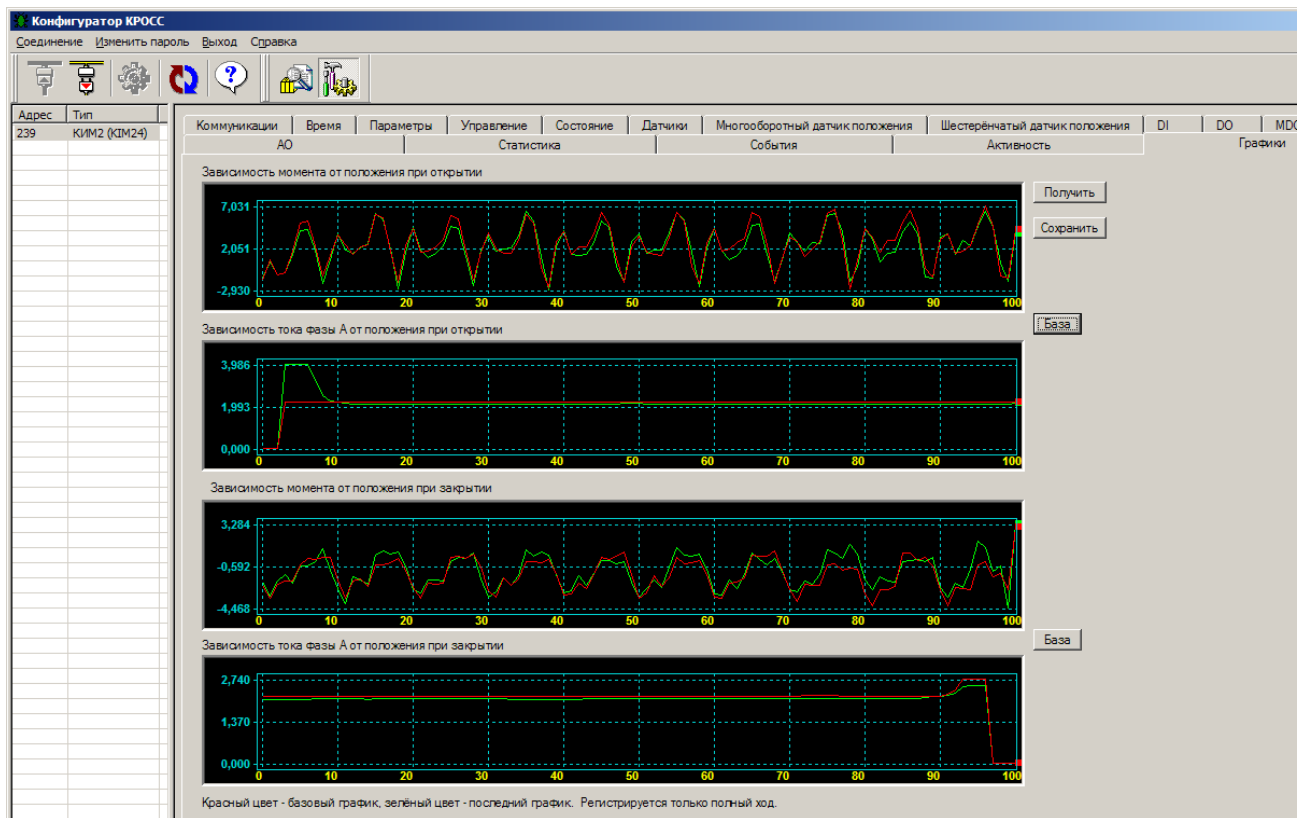 Конфигуратор КРОСС
Соединение Изменить пароль Выход Справка
Адрес Тип
239 КИМ2 (KIM24)
Коммуникации Время Параметры Управление Состояние Датчики Многооборотный датчик положения Шестерёнчатый датчик положения DI DO
АО Статистика События Активность Графики
Зависимость момента от положения при открытии
Получить
Сохранить
7,031
2,051
-2,930
0 10 20 30 40 50 60 70 80 90 100
База
Зависимость тока фазы А от положения при открытии
3,986
1,993
0,000
0 10 20 30 40 50 60 70 80 90 100
Зависимость момента от положения при закрытии
3,284
-0,592
-4,468
0 10 20 30 40 50 60 70 80 90 100
База
Зависимость тока фазы А от положения при закрытии
2,740
1,370
0,000
0 10 20 30 40 50 60 70 80 90 100
Красный цвет - базовый график, зелёный цвет - последний график. Регистрируется только полный ход.